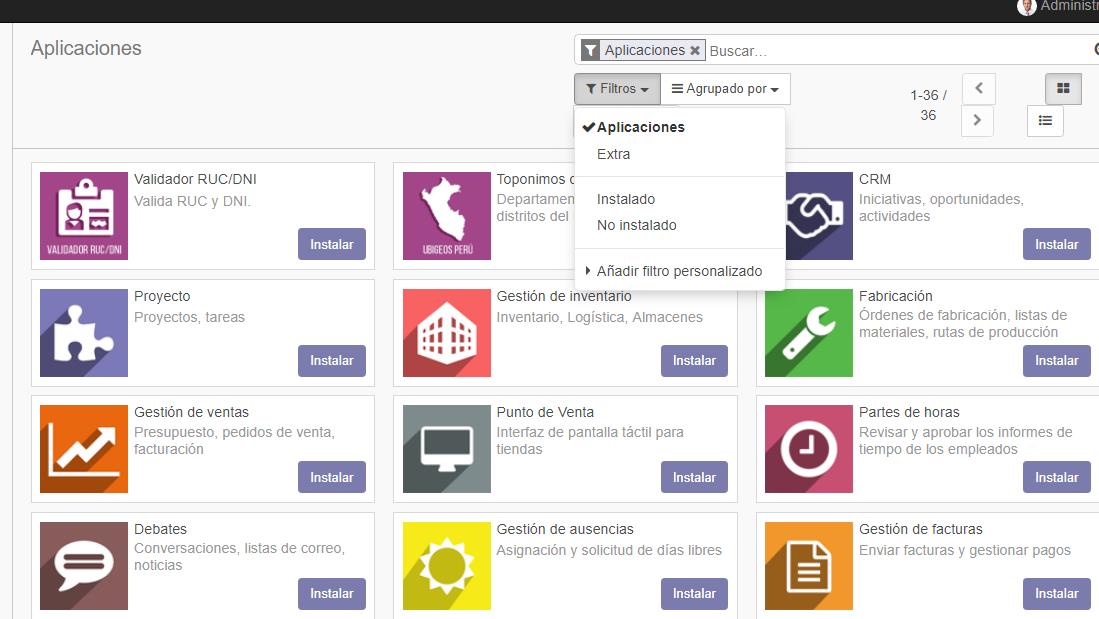 Administr
Aplicaciones
Aplicaciones
Buscar...
Filtros
Agrupado por
1-36 /
36
Aplicaciones
Extra
Instalado
No instalado
Añadir filtro personalizado
VALIDADOR RUC/DNI
Validador RUC/DNI
Valida RUC y DNI.
Instalar
UBIGEOS PERÚ
Toponimos
Departamen
distritos del
CRM
Iniciativas, oportunidades,
actividades
Instalar
Proyecto
Proyectos, tareas
Instalar
Gestión de inventario
Inventario, Logística, Almacenes
Instalar
Fabricación
Órdenes de fabricación, listas de
materiales, rutas de producción
Instalar
Gestión de ventas
Presupuesto, pedidos de venta,
facturación
Instalar
Punto de Venta
Interfaz de pantalla táctil para
tiendas
Instalar
Partes de horas
Revisar y aprobar los informes de
tiempo de los empleados
Instalar
Debates
Conversaciones, listas de correo,
noticias
Instalar
Gestión de ausencias
Asignación y solicitud de días libres
Instalar
Gestión de facturas
Enviar facturas y gestionar pagos
Instalar